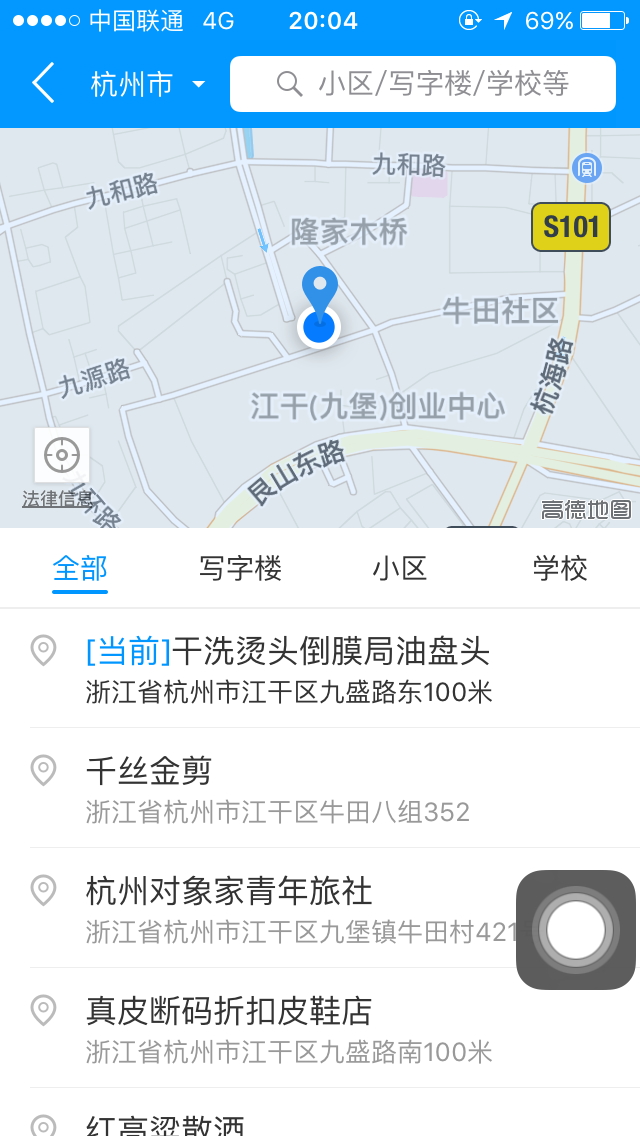 中国联通 4G 20:04 69%
杭州市 小区/写字楼/学校等
九和路
九和路
隆家木桥
S101
牛田社区
九源路
杭海路
江干(九堡)创业中心
艮山东路
法律信息
环路
高德地图
全部 写字楼 小区 学校
[当前]干洗烫头倒膜局油盘头
浙江省杭州市江干区九盛路东100米
千丝金剪
浙江省杭州市江干区牛田八组352
杭州对象家青年旅社
浙江省杭州市江干区九堡镇牛田村421
真皮断码折扣皮鞋店
浙江省杭州市江干区九盛路南100米
红高粱散酒